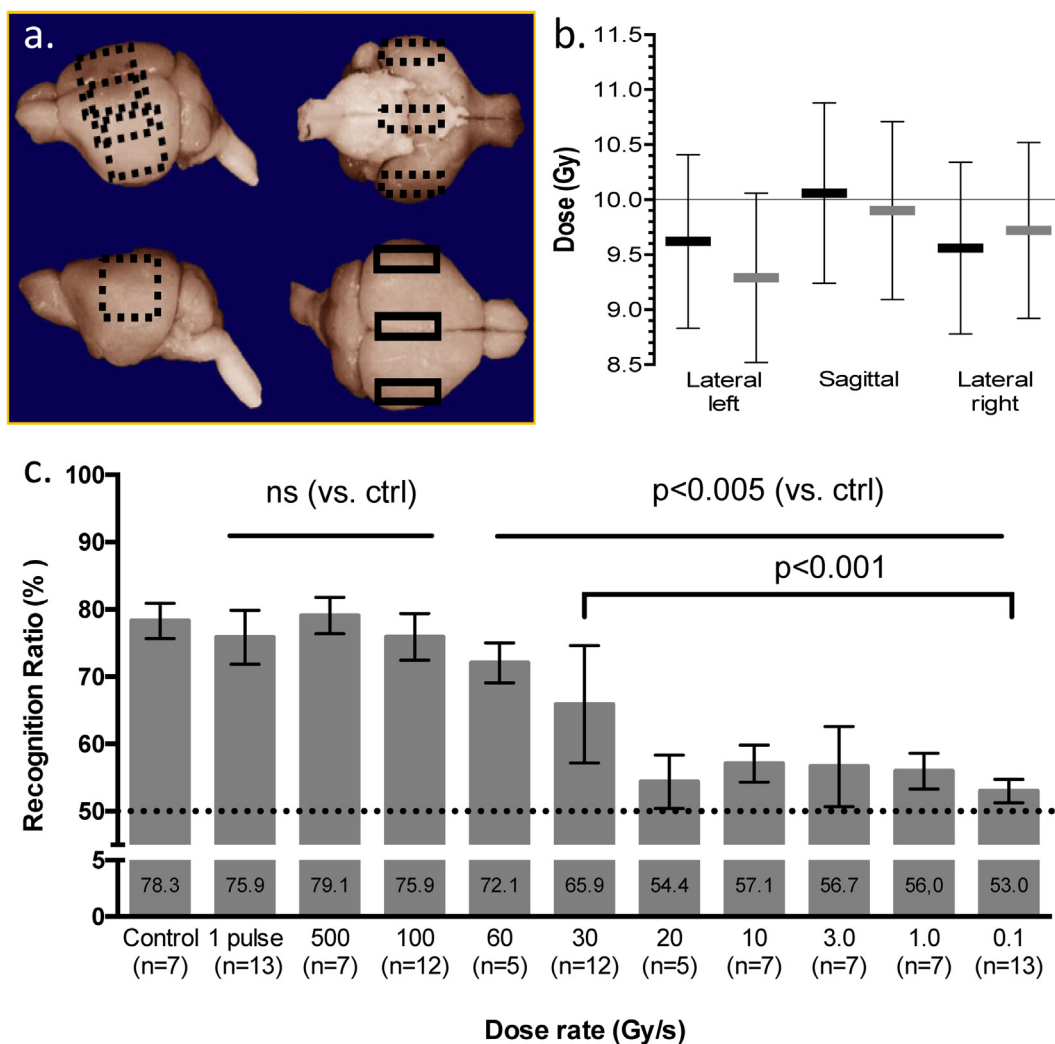 a.
b.
11.5
11.0
10.5
10.0
9.5
9.0
8.5
Dose (Gy)
Lateral left
Sagittal
Lateral right
c.
100
90
80
70
60
50
5
0
Recognition Ratio (%)
ns (vs. ctrl)
p<0.005 (vs. ctrl)
p<0.001
78.3 75.9 79.1 75.9 72.1 65.9 54.4 57.1 56.7 56,0 53.0
Control 1 pulse 500 100 60 30 20 10 3.0 1.0 0.1
(n=7) (n=13) (n=7) (n=12) (n=5) (n=12) (n=5) (n=7) (n=7) (n=7) (n=13)
Dose rate (Gy/s)